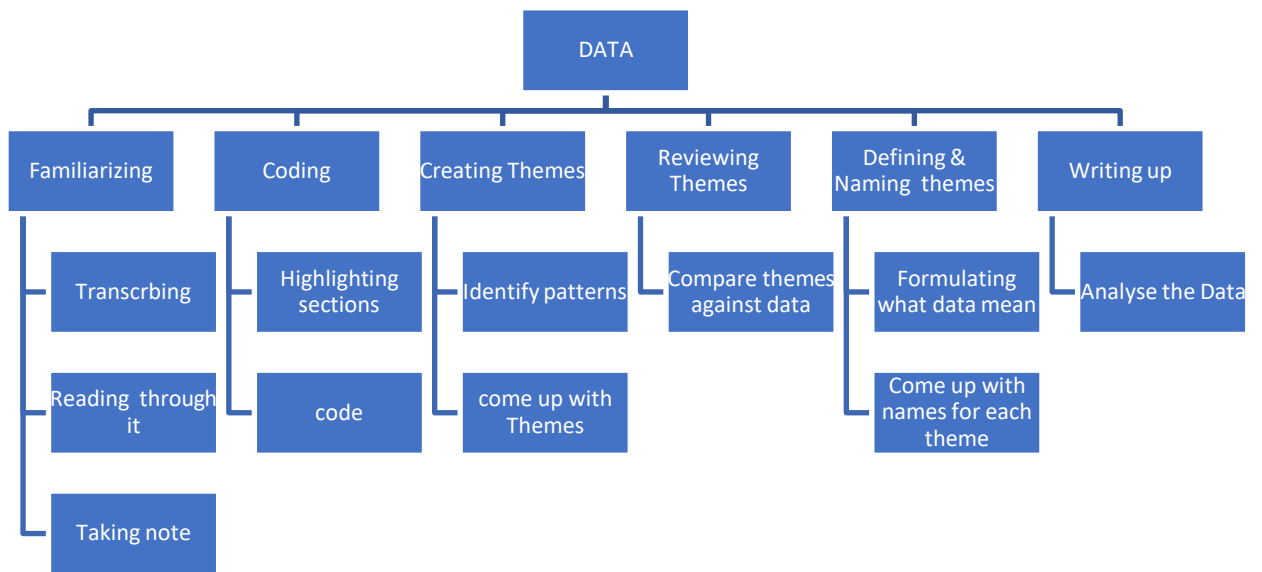 DATA
Familiarizing
Coding
Creating Themes
Reviewing
Themes
Defining &
Naming themes
Writing up
Transcrbing
Reading through
it
Taking note
Highlighting
sections
code
Identify patterns
come up with
Themes
Compare themes
against data
Formulating
what data mean
Come up with
names for each
theme
Analyse the Data